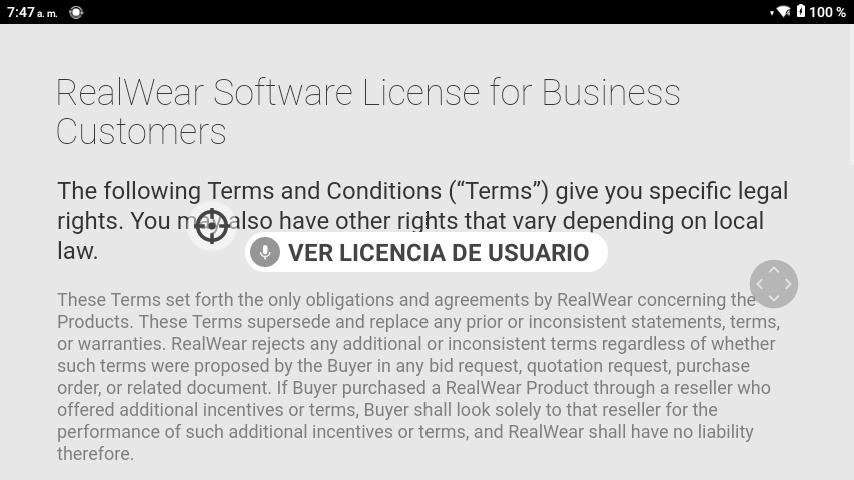 7:47 a. m.
100 %
RealWear Software License for Business
Customers
The following Terms and Conditions (“Terms”) give you specific legal
rights. You may also have other rights that vary depending on local
law.
VER LICENCIA DE USUARIO
These Terms set forth the only obligations and agreements by RealWear concerning the
Products. These Terms supersede and replace any prior or inconsistent statements, terms,
or warranties. RealWear rejects any additional or inconsistent terms regardless of whether
such terms were proposed by the Buyer in any bid request, quotation request, purchase
order, or related document. If Buyer purchased a RealWear Product through a reseller who
offered additional incentives or terms, Buyer shall look solely to that reseller for the
performance of such additional incentives or terms, and RealWear shall have no liability
therefore.